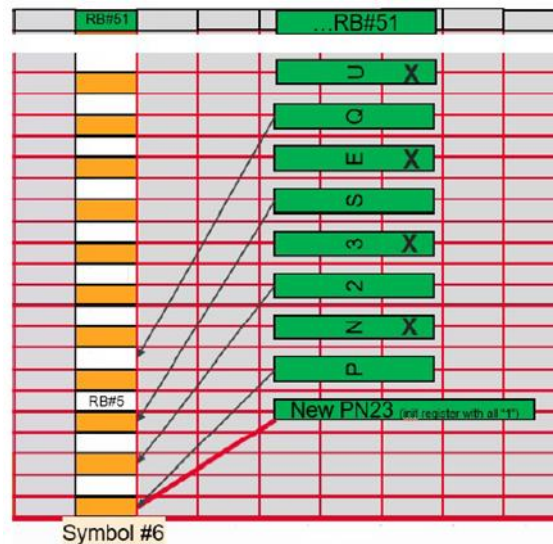 RB#51
...RB#51
U X
Q
E X
S
3 X
2
N X
P
RB#5
New PN23 (init register with all "1")
Symbol #6